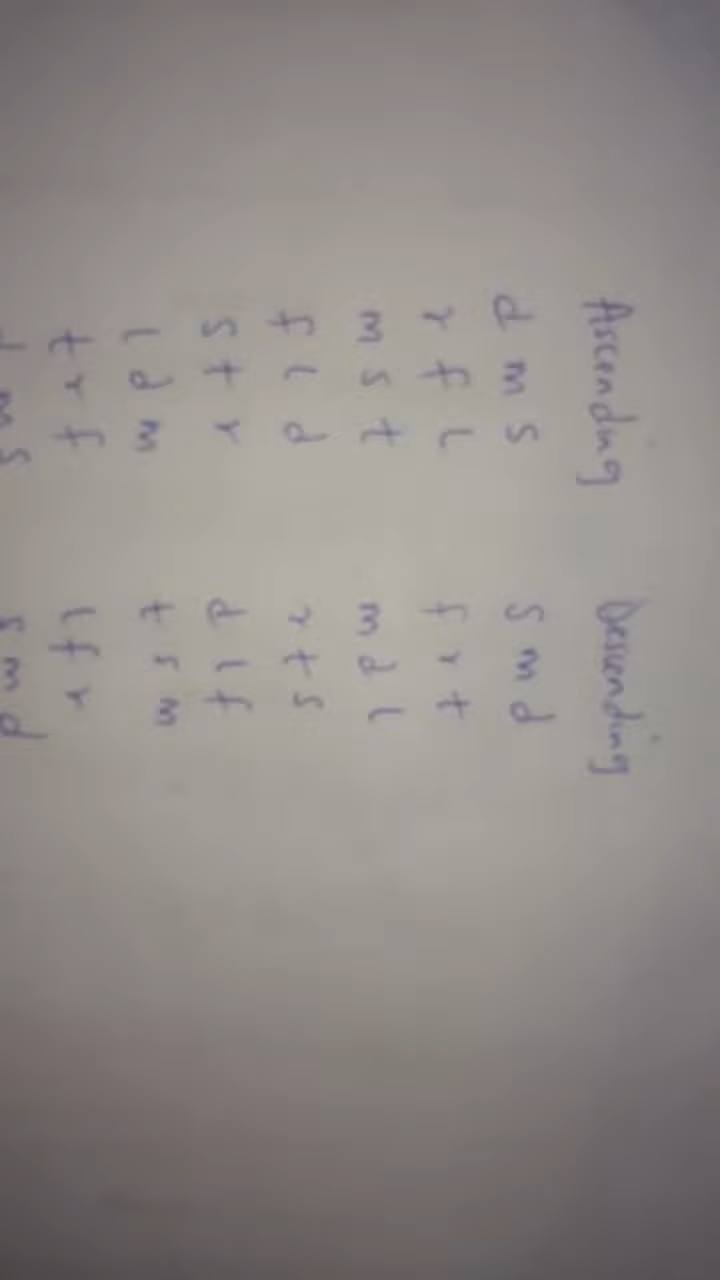 Ascending Descending
d m s s m d
r f l f r t
m s t m d l
f l d r t s
s t r d l f
l d m t s m
t r f l f r
m s s m d